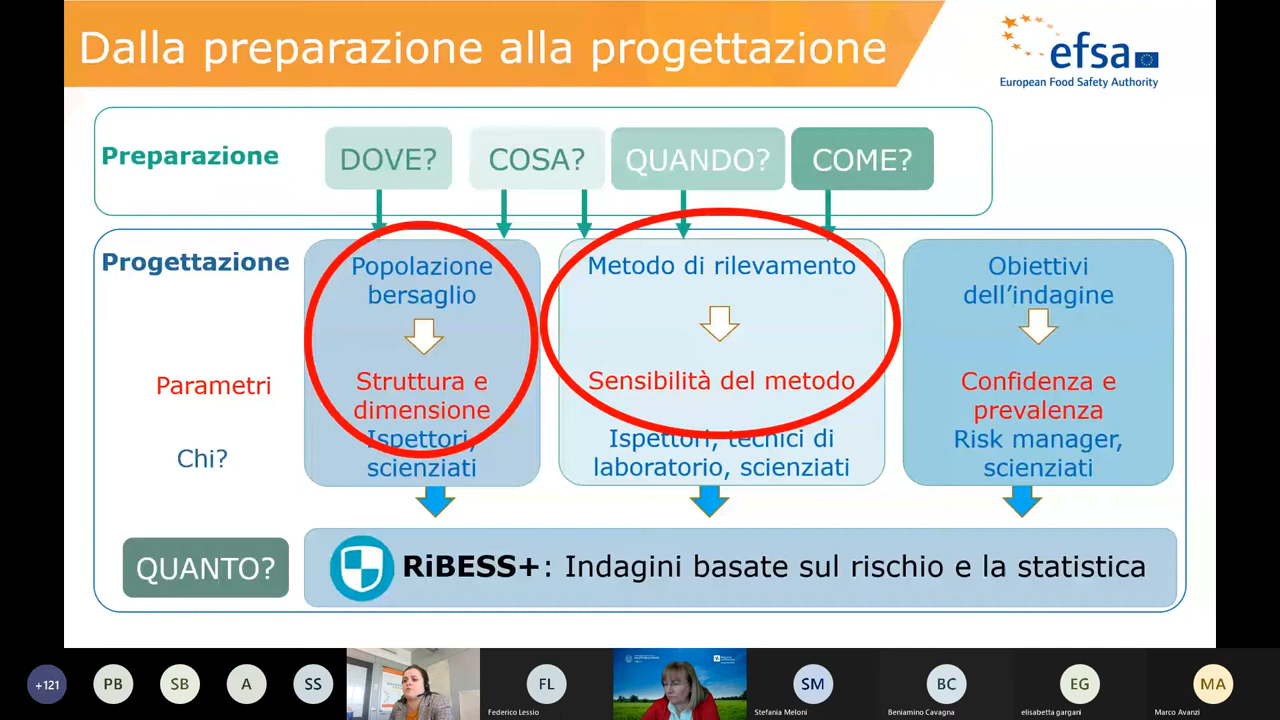 Dalla preparazione alla progettazione
efsa
European Food Safety Authority
Preparazione
DOVE?
COSA?
QUANDO?
COME?
Progettazione
Popolazione
bersaglio
Metodo di rilevamento
Obiettivi
dell'indagine
Parametri
Struttura e
dimensione
Sensibilità del metodo
Confidenza e
prevalenza
Chi?
Ispettori,
scienziati
Ispettori, tecnici di
laboratorio, scienziati
Risk manager,
scienziati
QUANTO?
RiBESS+: Indagini basate sul rischio e la statistica
+121
PB
SB
A
SS
FL
Federico Lessio
SM
Stefania Meloni
BC
Beniamino Cavagna
EG
elisabetta gargani
MA
Marco Avanzi